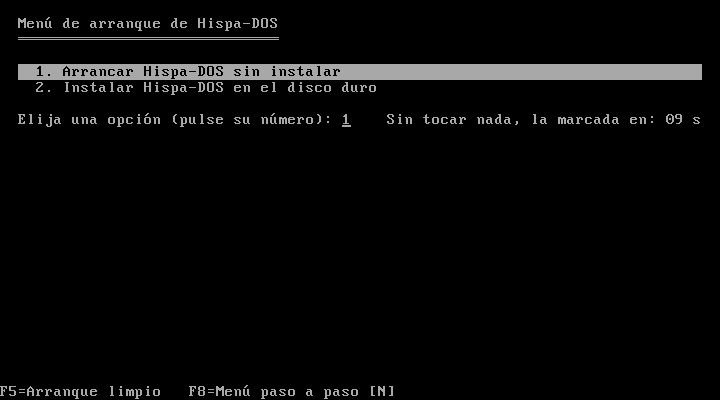 Menú de arranque de Hispa-DOS
1. Arrancar Hispa-DOS sin instalar
2. Instalar Hispa-DOS en el disco duro
Elija una opción (pulse su número): 1    Sin tocar nada, la marcada en: 09 s
F5=Arranque limpio   F8=Menú paso a paso [N]